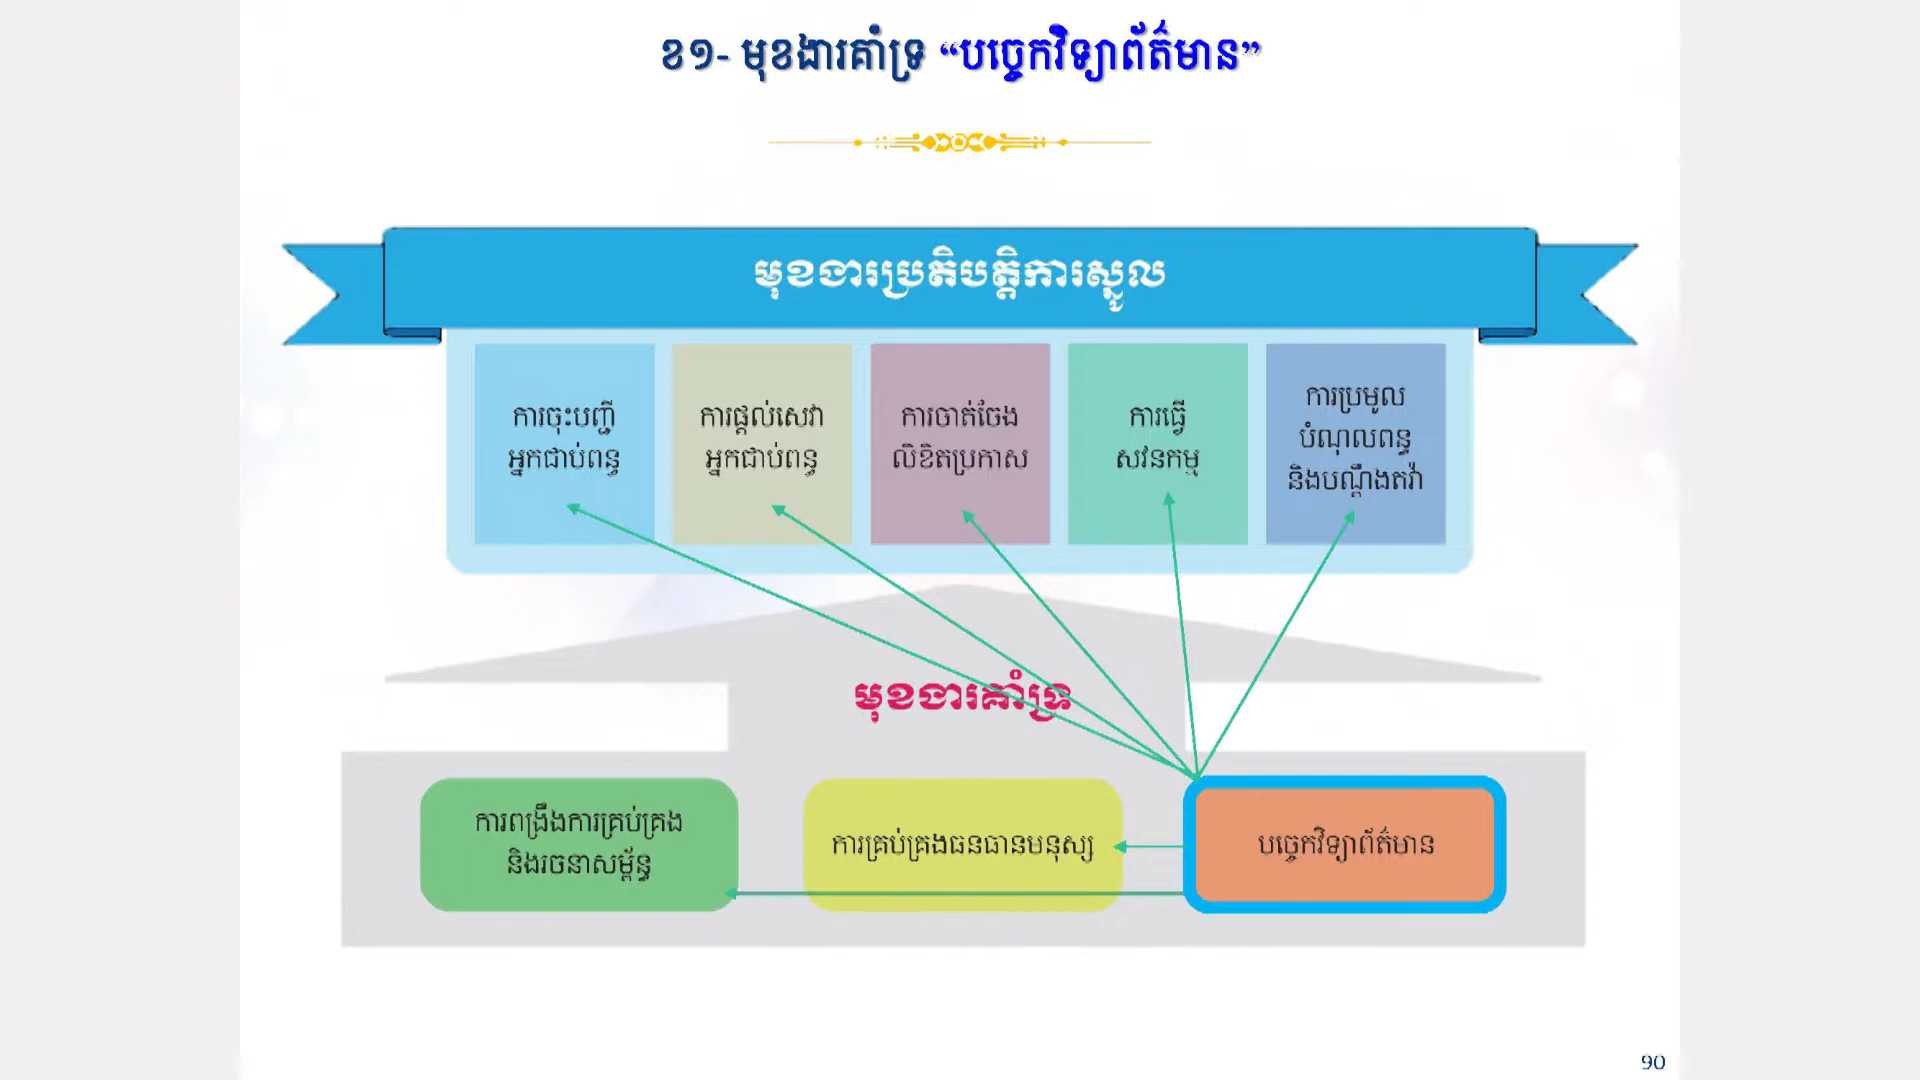 ខ១- មុខងារគាំទ្រ “បច្ចេកវិទ្យាព័ត៌មាន”
មុខងារប្រតិបត្តិការស្នូល
ការចុះបញ្ជី
អ្នកជាប់ពន្ធ
ការផ្តល់សេវា
អ្នកជាប់ពន្ធ
ការចាត់ចែង
លិខិតប្រកាស
ការធ្វើ
សវនកម្ម
ការប្រមូល
បំណុលពន្ធ
និងបណ្តឹងតវ៉ា
មុខងារគាំទ្រ
ការពង្រឹងការគ្រប់គ្រង
និងរចនាសម្ព័ន្ធ
ការគ្រប់គ្រងធនធានមនុស្ស
បច្ចេកវិទ្យាព័ត៌មាន
90